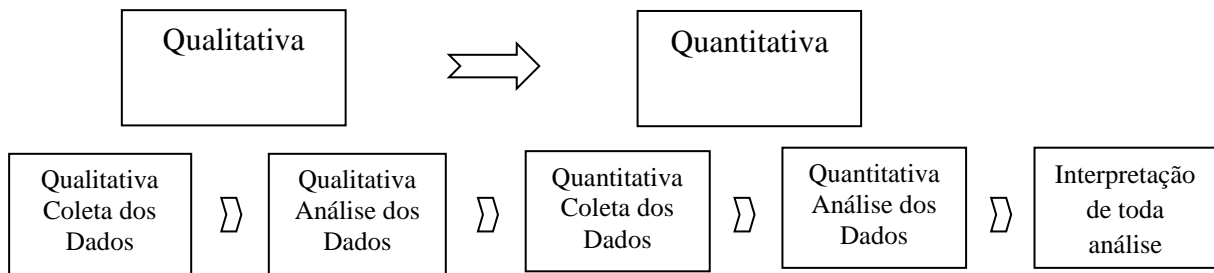 Qualitativa
Quantitativa
Qualitativa
Coleta dos
Dados
Qualitativa
Análise dos
Dados
Quantitativa
Coleta dos
Dados
Quantitativa
Análise dos
Dados
Interpretação
de toda
análise